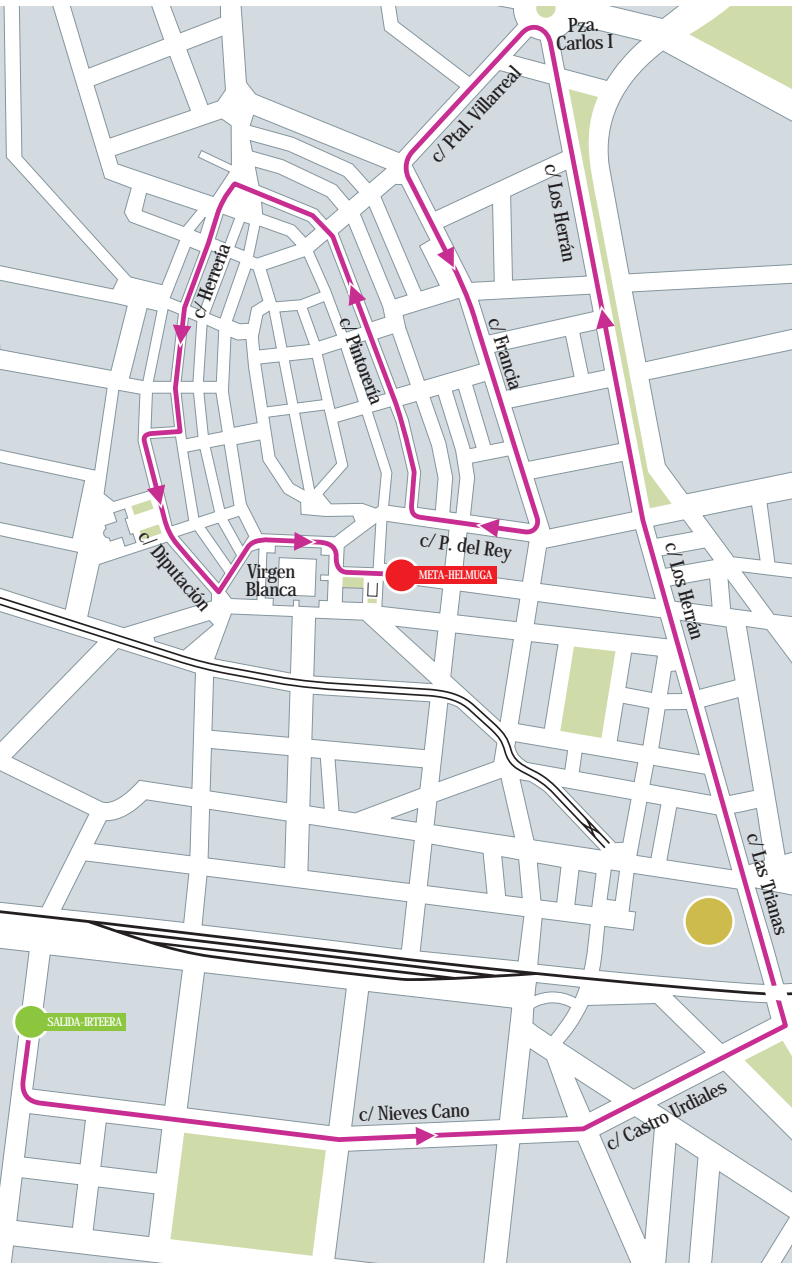 Pza.
Carlos I
c/ Ptal. Villarreal
c/ Los Herrán
c/ Herrería
c/ Pintorería
c/ Francia
c/ P. del Rey
c/ Diputación
Virgen
Blanca
META-HELMUGA
c/ Los Herrán
c/ Las Trianas
SALIDA-IRTEERA
c/ Nieves Cano
c/ Castro Urdiales